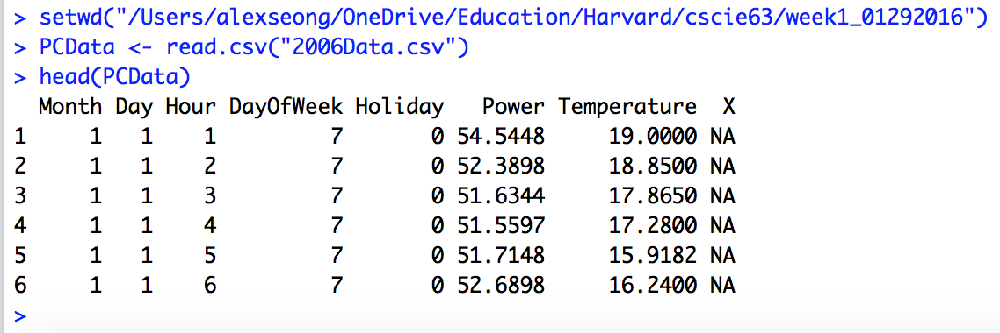 > setwd("/Users/alexseong/OneDrive/Education/Harvard/cscie63/week1_01292016")
> PCData <- read.csv("2006Data.csv")
> head(PCData)
  Month Day Hour DayOfWeek Holiday   Power Temperature  X
1     1   1    1         7       0 54.5448     19.0000 NA
2     1   1    2         7       0 52.3898     18.8500 NA
3     1   1    3         7       0 51.6344     17.8650 NA
4     1   1    4         7       0 51.5597     17.2800 NA
5     1   1    5         7       0 51.7148     15.9182 NA
6     1   1    6         7       0 52.6898     16.2400 NA
>